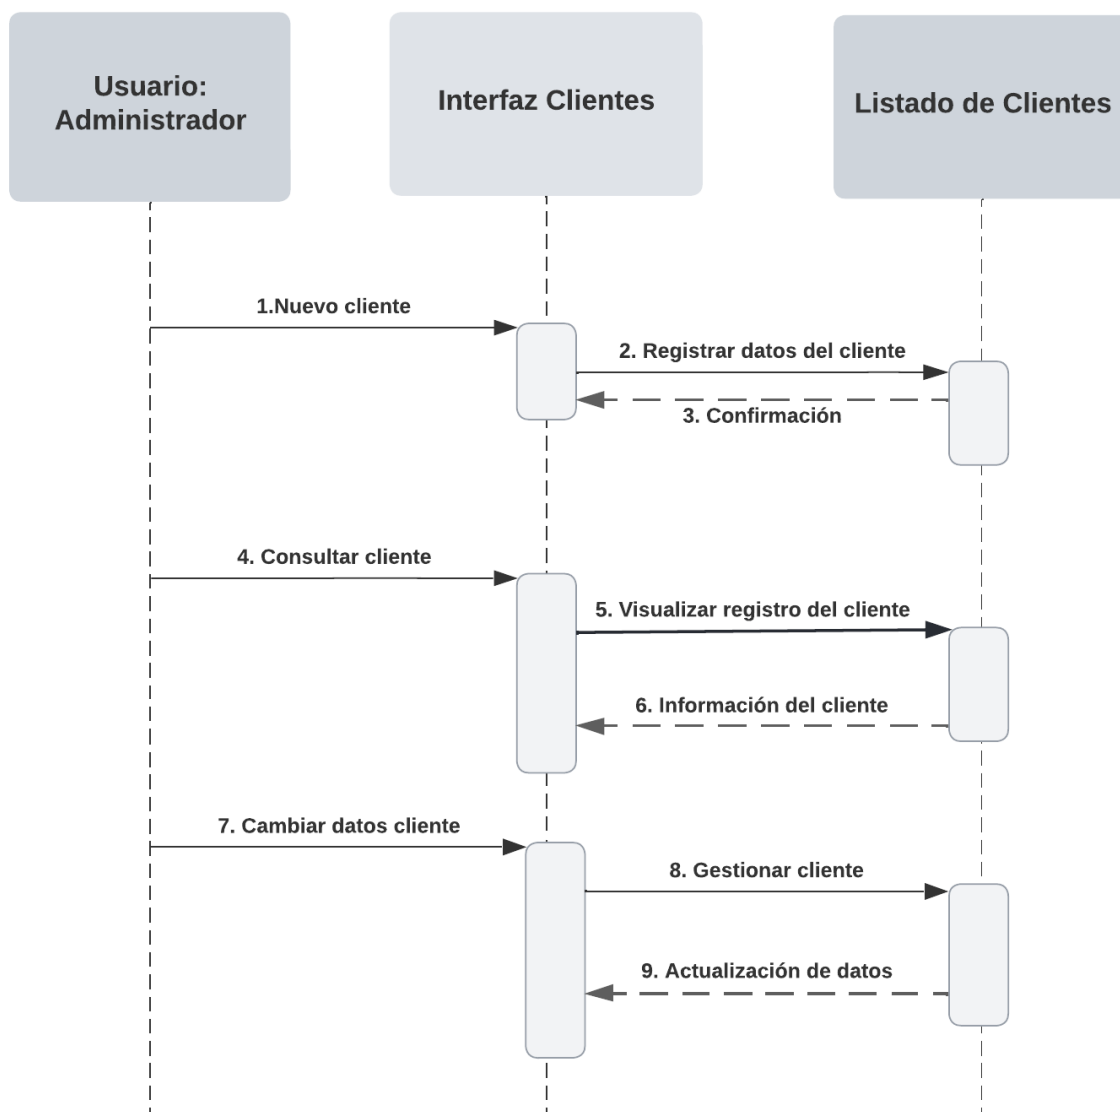 Usuario:
Administrador
Interfaz Clientes
Listado de Clientes
1.Nuevo cliente
2. Registrar datos del cliente
3. Confirmación
4. Consultar cliente
5. Visualizar registro del cliente
6. Información del cliente
7. Cambiar datos cliente
8. Gestionar cliente
9. Actualización de datos